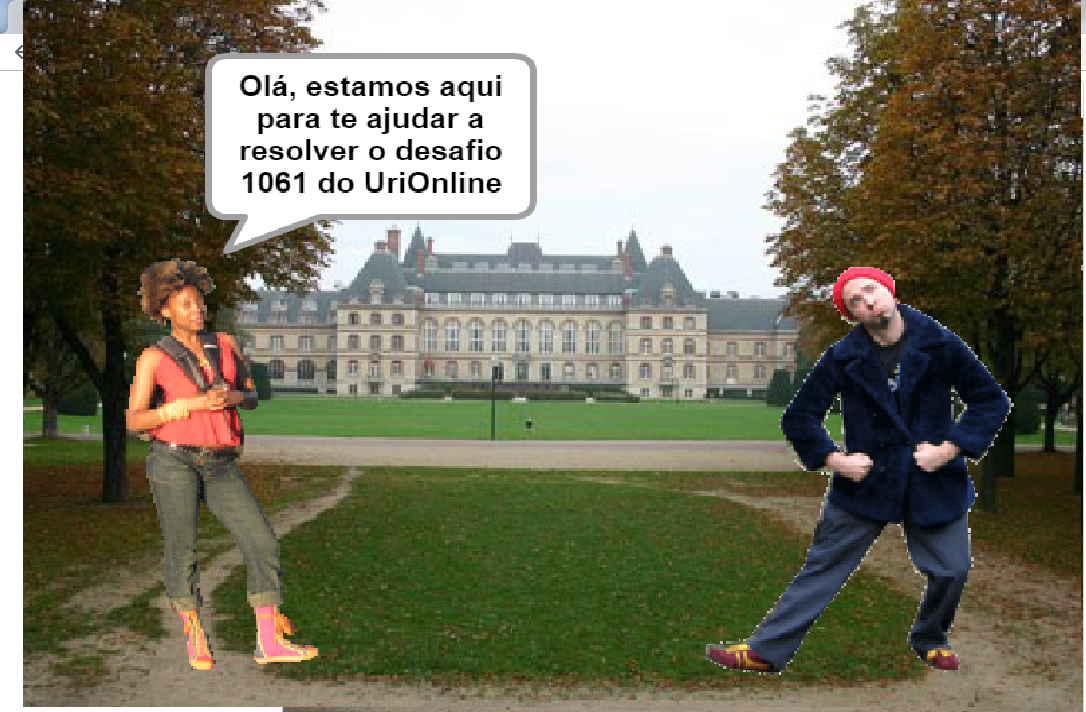 Olá, estamos aqui
para te ajudar a
resolver o desafio
1061 do UriOnline